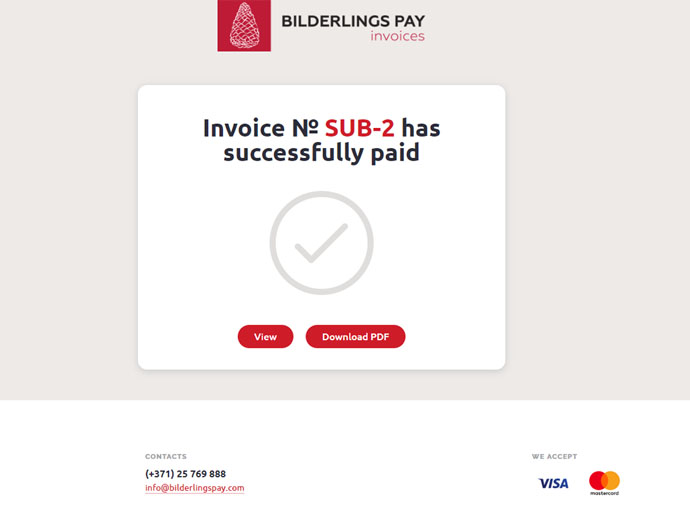 BILDERLINGS PAY
invoices
Invoice № SUB-2 has
successfully paid
View
Download PDF
CONTACTS
WE ACCEPT
(+371) 25 769 888
info@bilderlingspay.com
VISA
mastercard